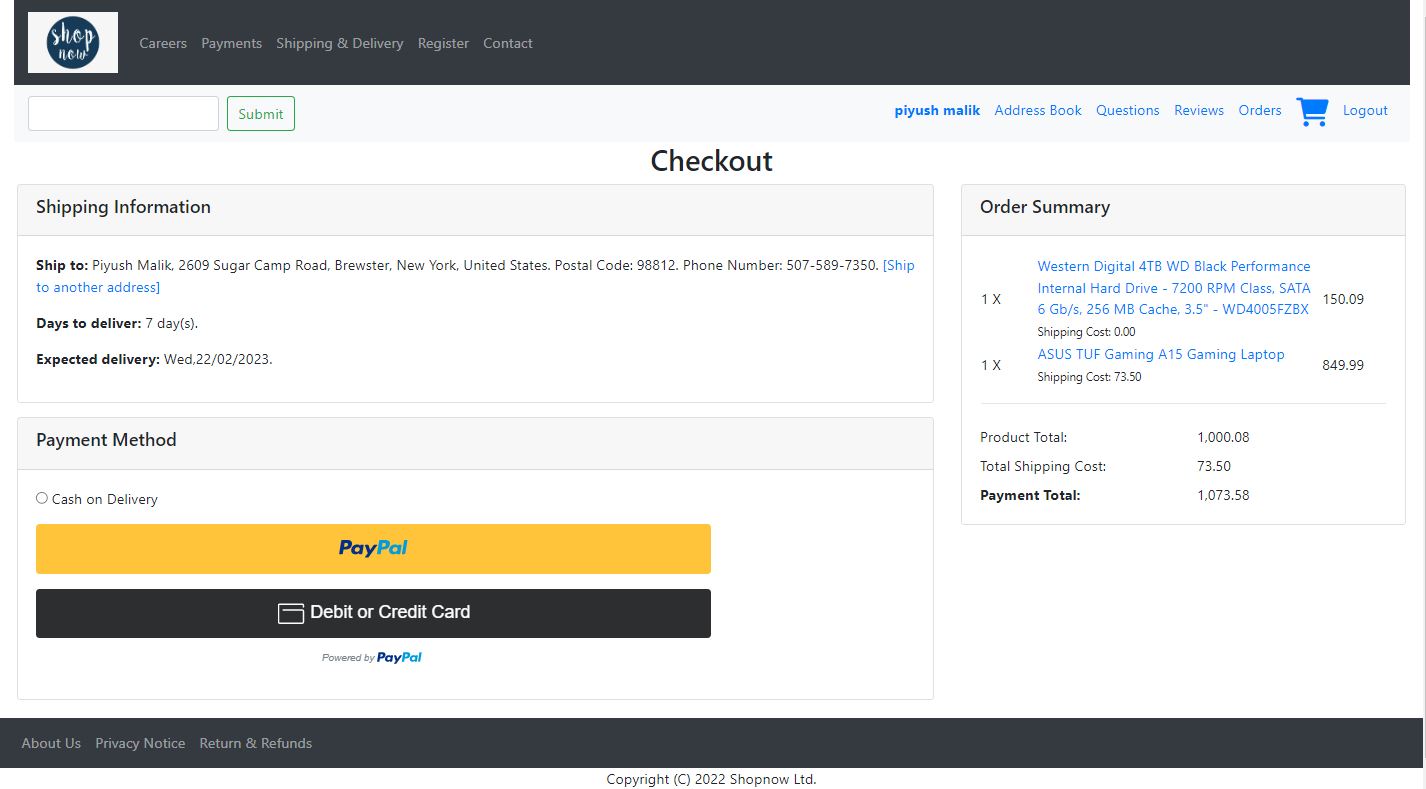 shop
now
Careers Payments Shipping & Delivery Register Contact
Submit
piyush malik Address Book Questions Reviews Orders Logout
Checkout
Shipping Information
Ship to: Piyush Malik, 2609 Sugar Camp Road, Brewster, New York, United States. Postal Code: 98812. Phone Number: 507-589-7350. [Ship
to another address]
Days to deliver: 7 day(s).
Expected delivery: Wed,22/02/2023.
Payment Method
Cash on Delivery
PayPal
Debit or Credit Card
Powered by PayPal
Order Summary
Western Digital 4TB WD Black Performance
Internal Hard Drive - 7200 RPM Class, SATA
1 X 6 Gb/s, 256 MB Cache, 3.5" - WD4005FZBX 150.09
Shipping Cost: 0.00
ASUS TUF Gaming A15 Gaming Laptop
1 X 849.99
Shipping Cost: 73.50
Product Total: 1,000.08
Total Shipping Cost: 73.50
Payment Total: 1,073.58
About Us Privacy Notice Return & Refunds
Copyright (C) 2022 Shopnow Ltd.